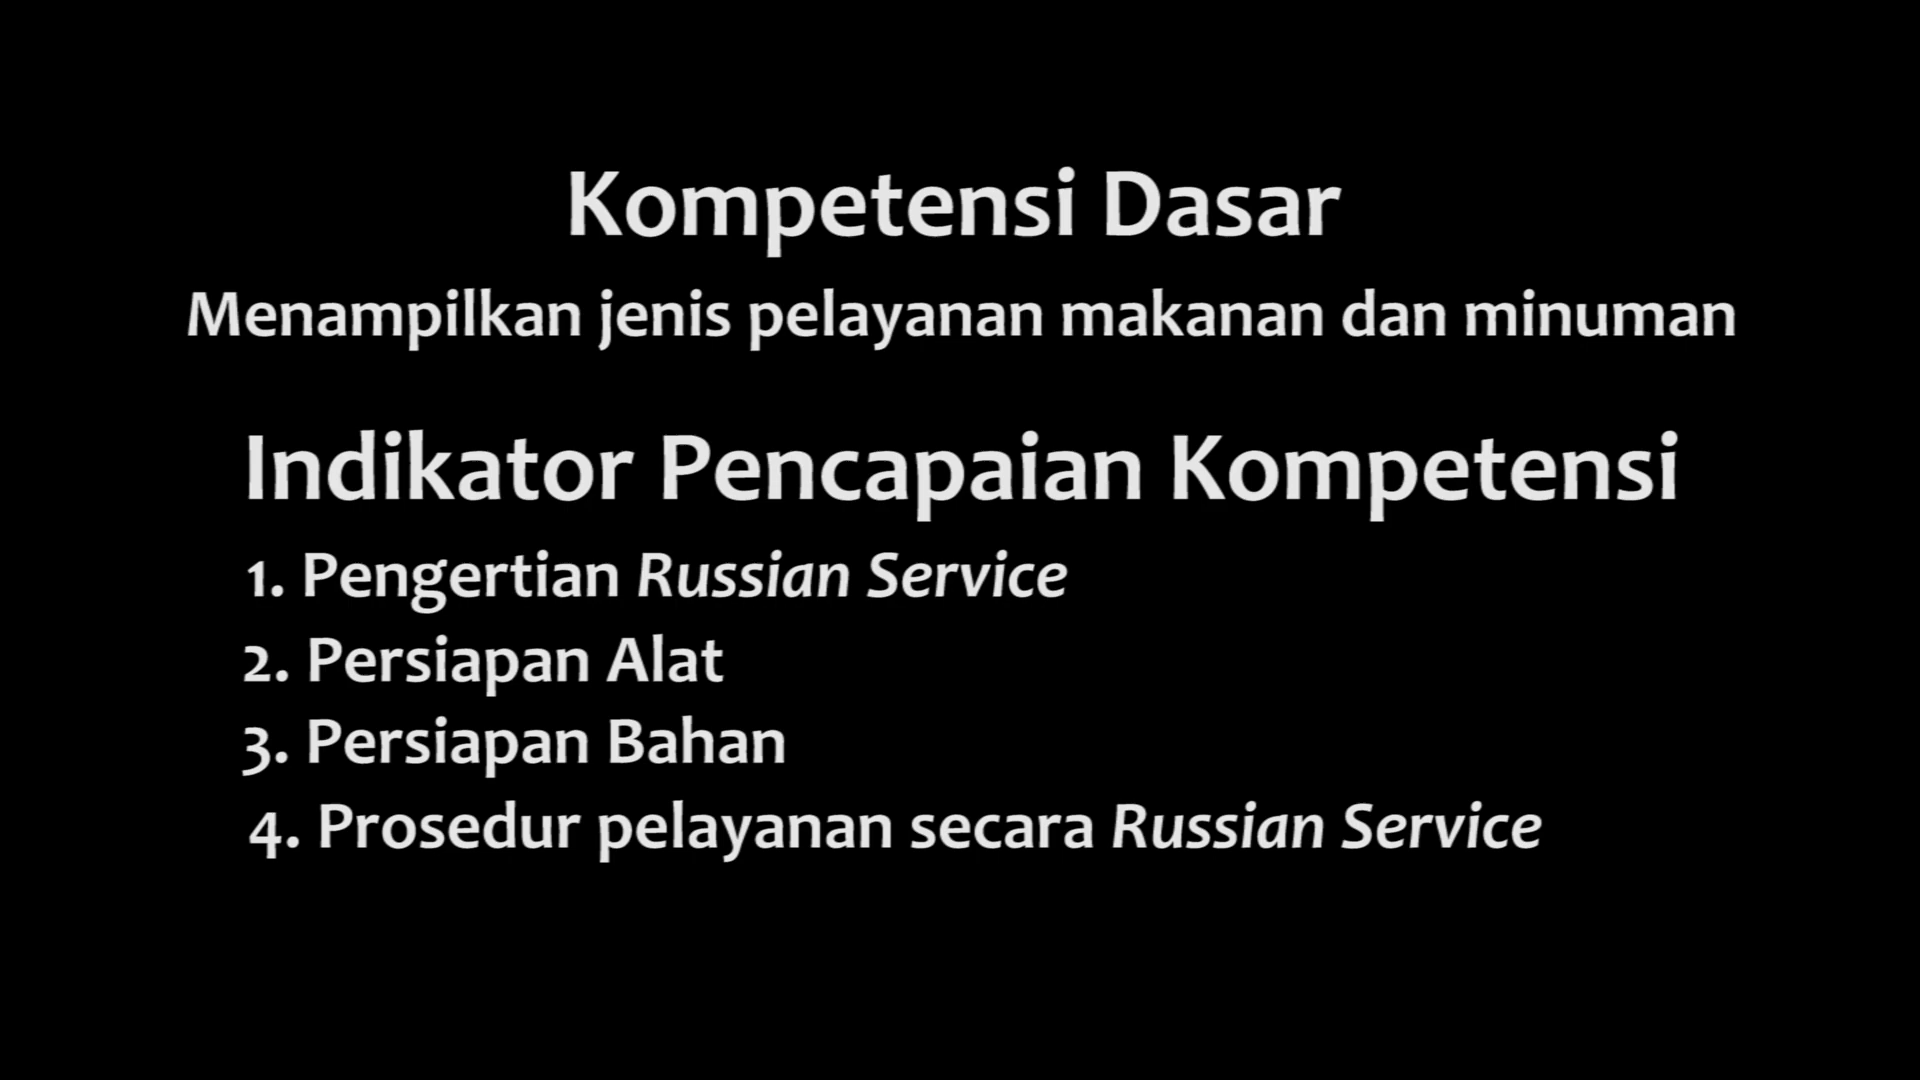 Kompetensi Dasar
Menampilkan jenis pelayanan makanan dan minuman
Indikator Pencapaian Kompetensi
1. Pengertian Russian Service
2. Persiapan Alat
3. Persiapan Bahan
4. Prosedur pelayanan secara Russian Service